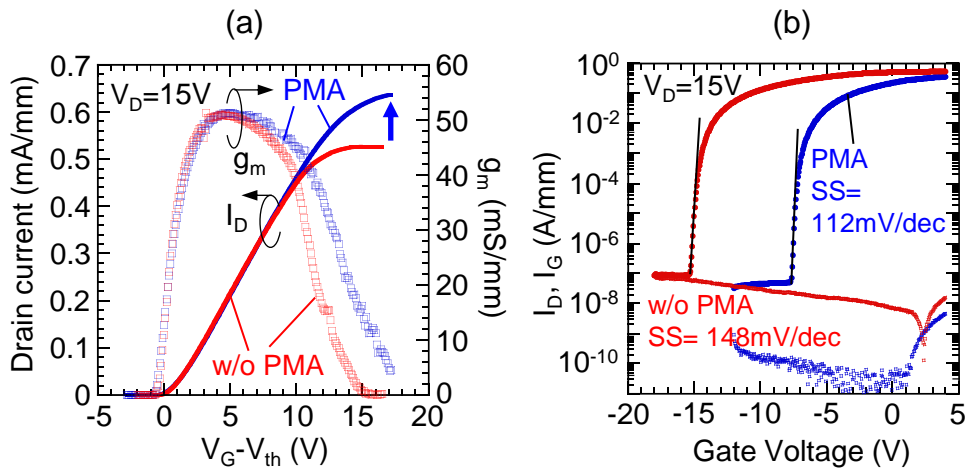 (a)
0.7
0.6
0.5
0.4
0.3
0.2
0.1
0
Drain current (mA/mm)
V_D=15V
PMA
g_m
I_D
w/o PMA
60
50
40
30
20
10
0
g_m (mS/mm)
-5 0 5 10 15 20
V_G-V_th (V)
(b)
10^0
10^-2
10^-4
10^-6
10^-8
10^-10
I_D, I_G (A/mm)
V_D=15V
PMA
SS=
112mV/dec
w/o PMA
SS= 148mV/dec
-20 -15 -10 -5 0 5
Gate Voltage (V)